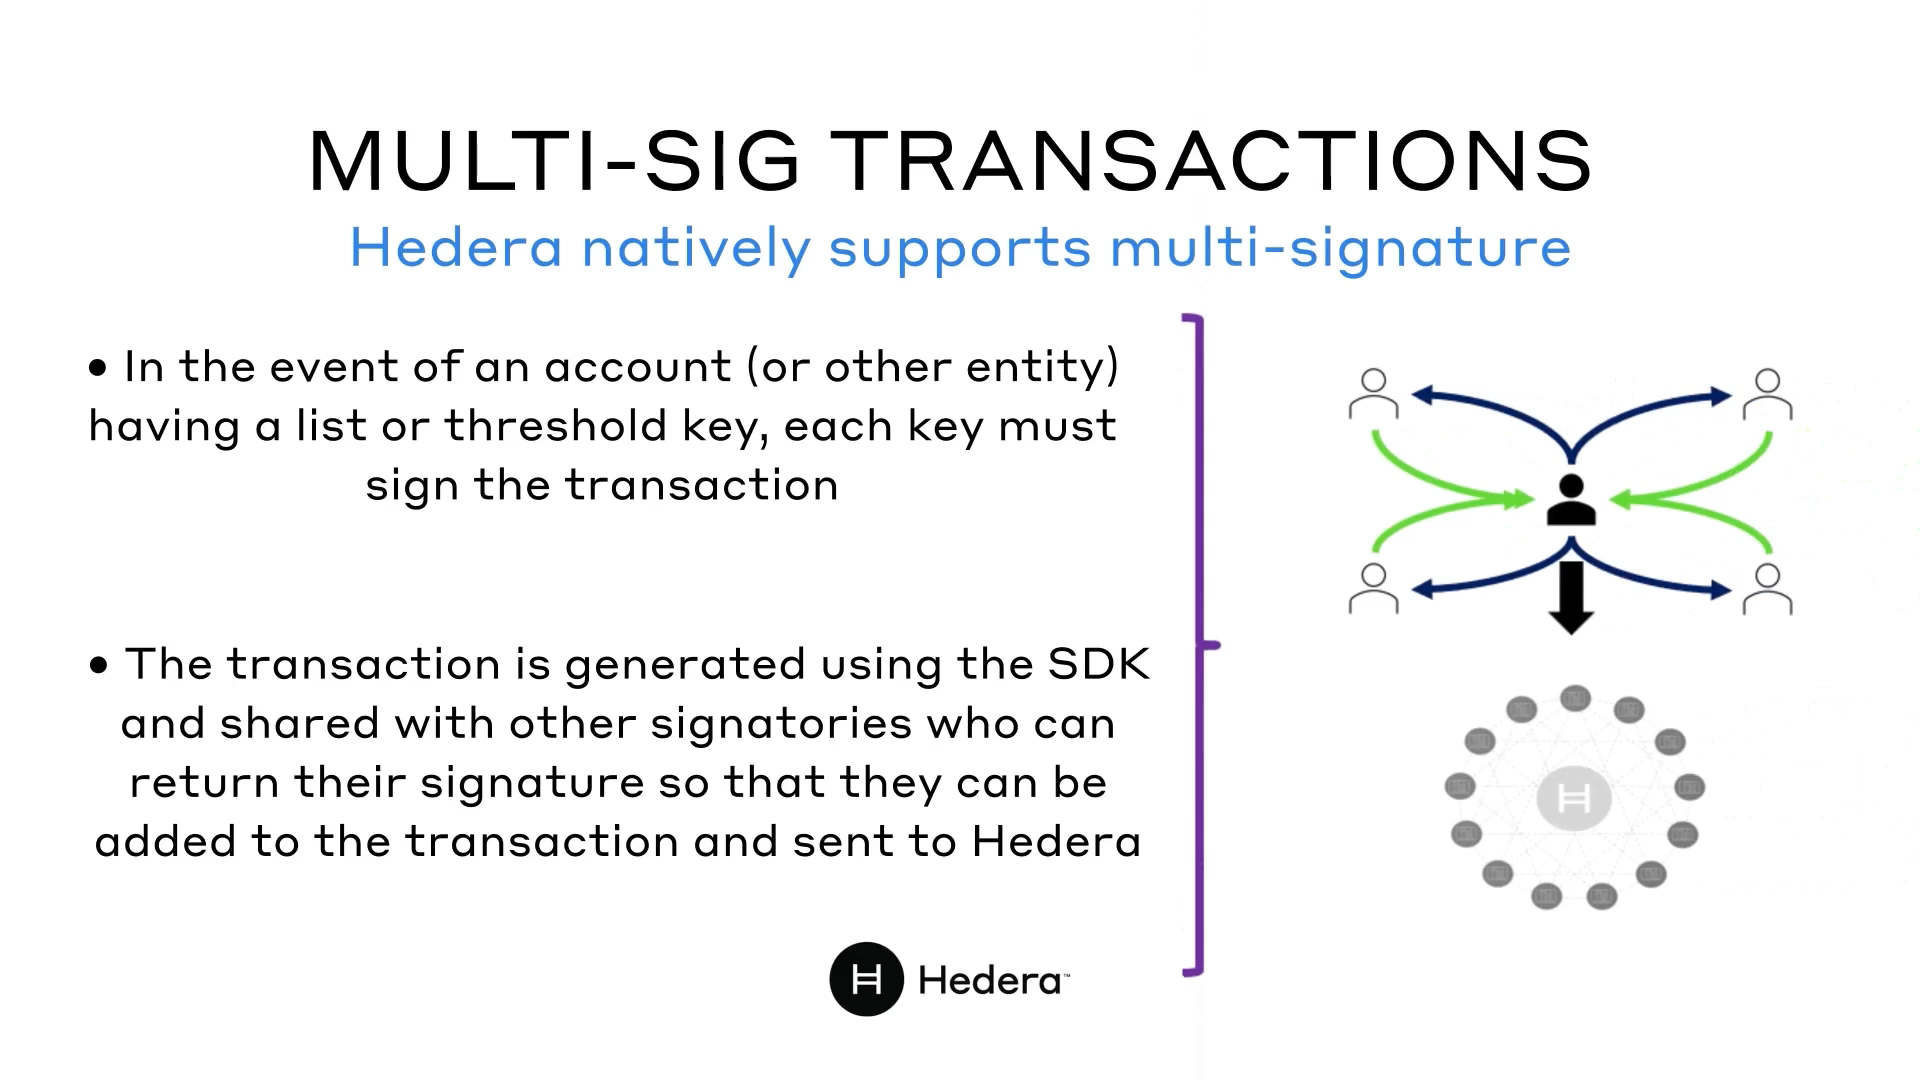 MULTI-SIG TRANSACTIONS
Hedera natively supports multi-signature
• In the event of an account (or other entity)
having a list or threshold key, each key must
sign the transaction
• The transaction is generated using the SDK
and shared with other signatories who can
return their signature so that they can be
added to the transaction and sent to Hedera
H Hedera™
H